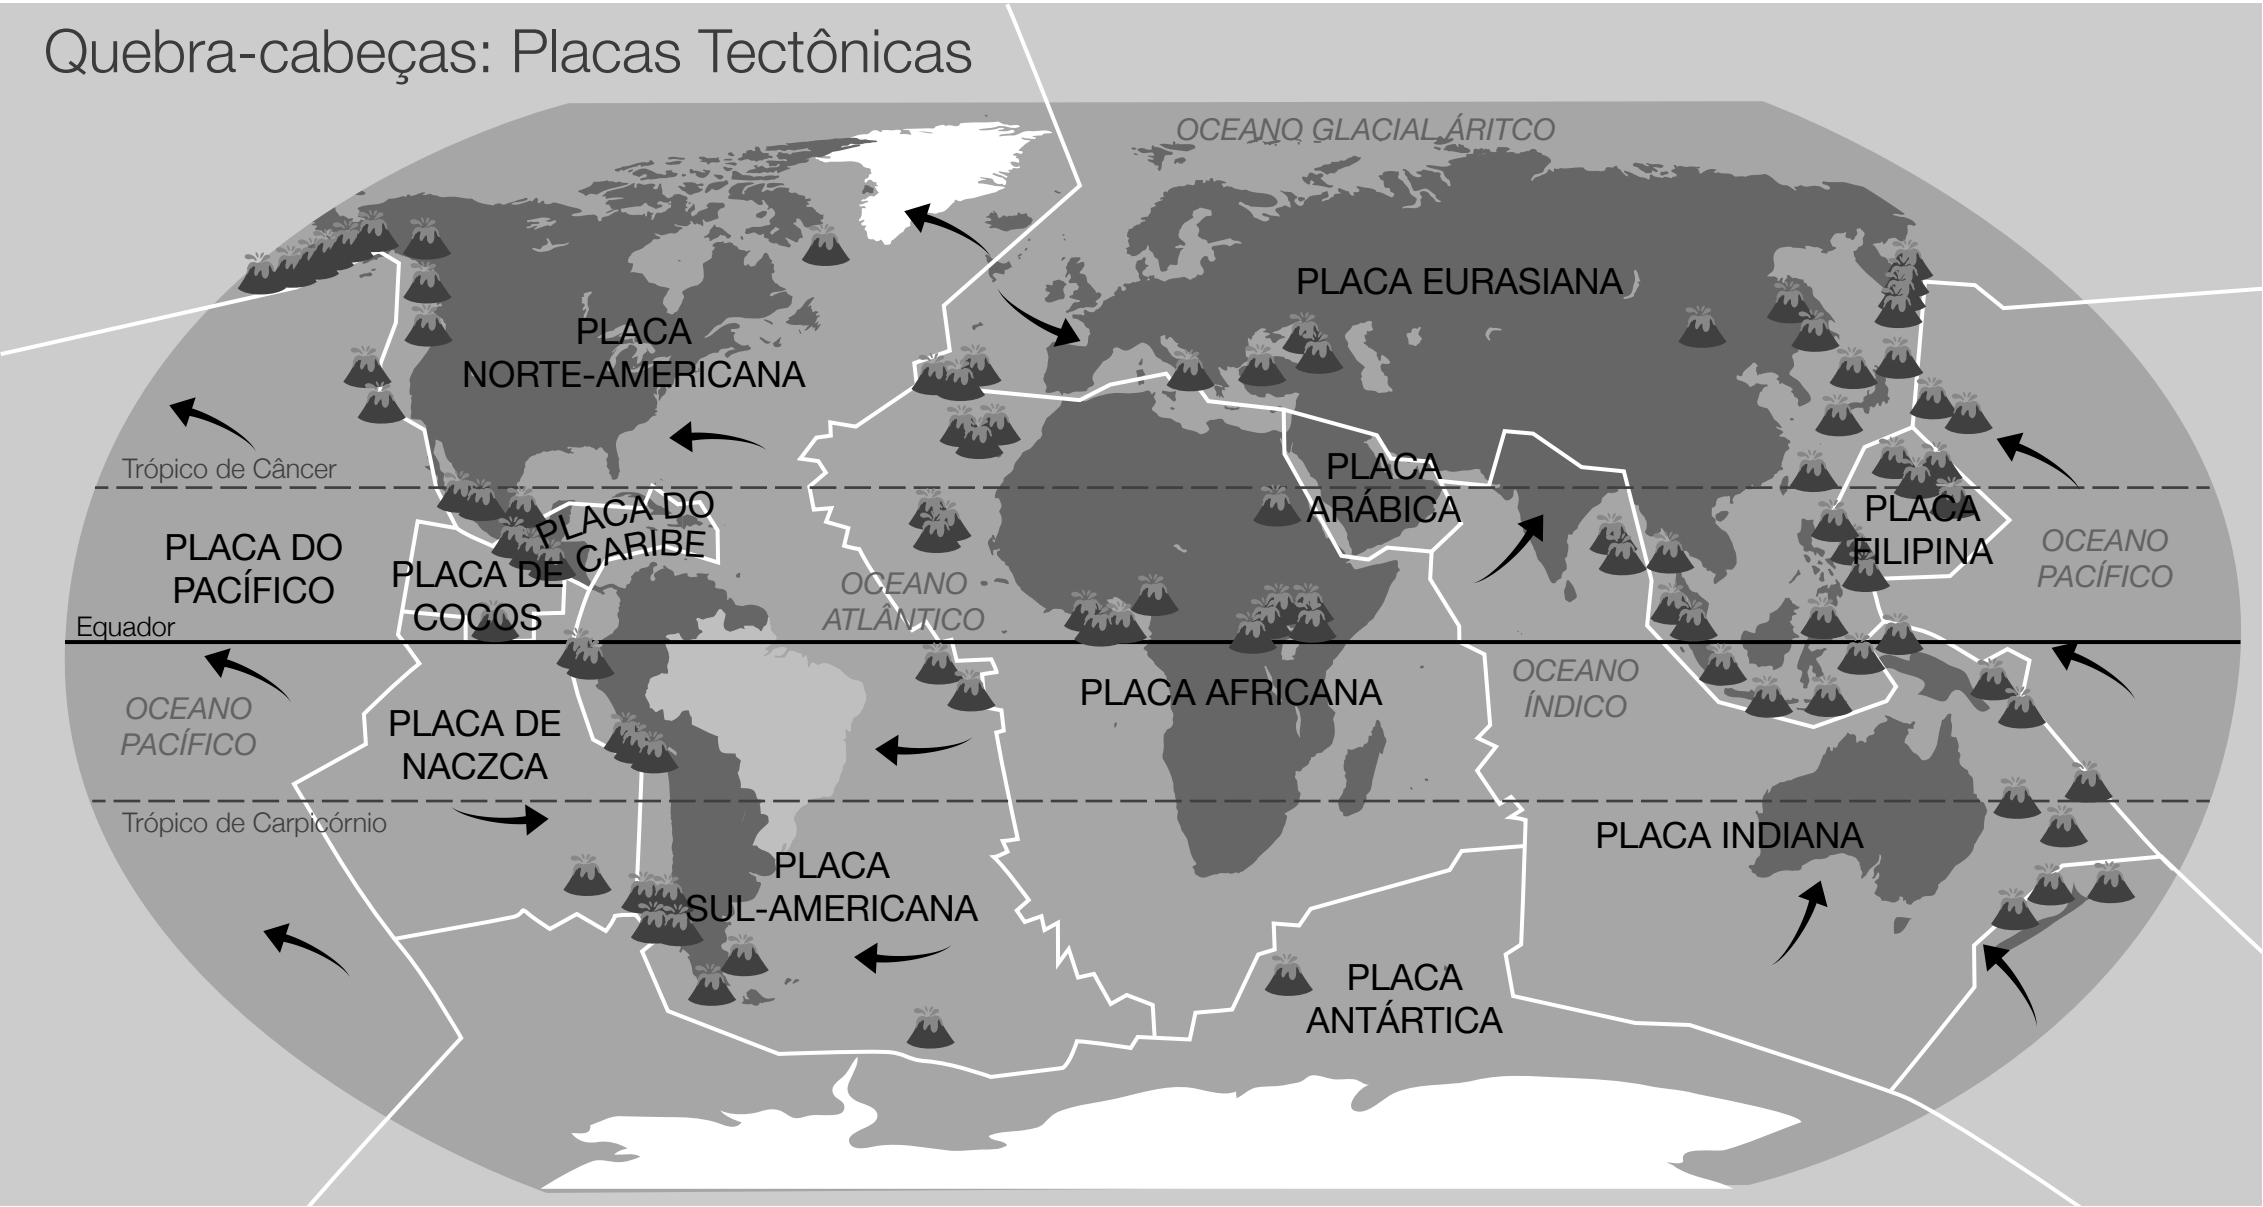 Quebra-cabeças: Placas Tectônicas
OCEANO GLACIAL ÁRITCO
PLACA EURASIANA
PLACA
NORTE-AMERICANA
Trópico de Câncer
PLACA
ARÁBICA
PLACA DO
CARIBE
PLACA
FILIPINA
PLACA DO
PACÍFICO
PLACA DE
COCOS
OCEANO
ATLÂNTICO
OCEANO
PACÍFICO
Equador
OCEANO
PACÍFICO
PLACA DE
NACZCA
PLACA AFRICANA
OCEANO
ÍNDICO
Trópico de Carpicórnio
PLACA INDIANA
PLACA
SUL-AMERICANA
PLACA
ANTÁRTICA